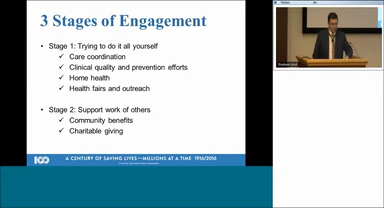 3 Stages of Engagement
• Stage 1: Trying to do it all yourself
✓ Care coordination
✓ Clinical quality and prevention efforts
✓ Home health
✓ Health fairs and outreach
• Stage 2: Support work of others
✓ Community benefits
✓ Charitable giving
100
A CENTURY OF SAVING LIVES—MILLIONS AT A TIME 1916/2016
Video